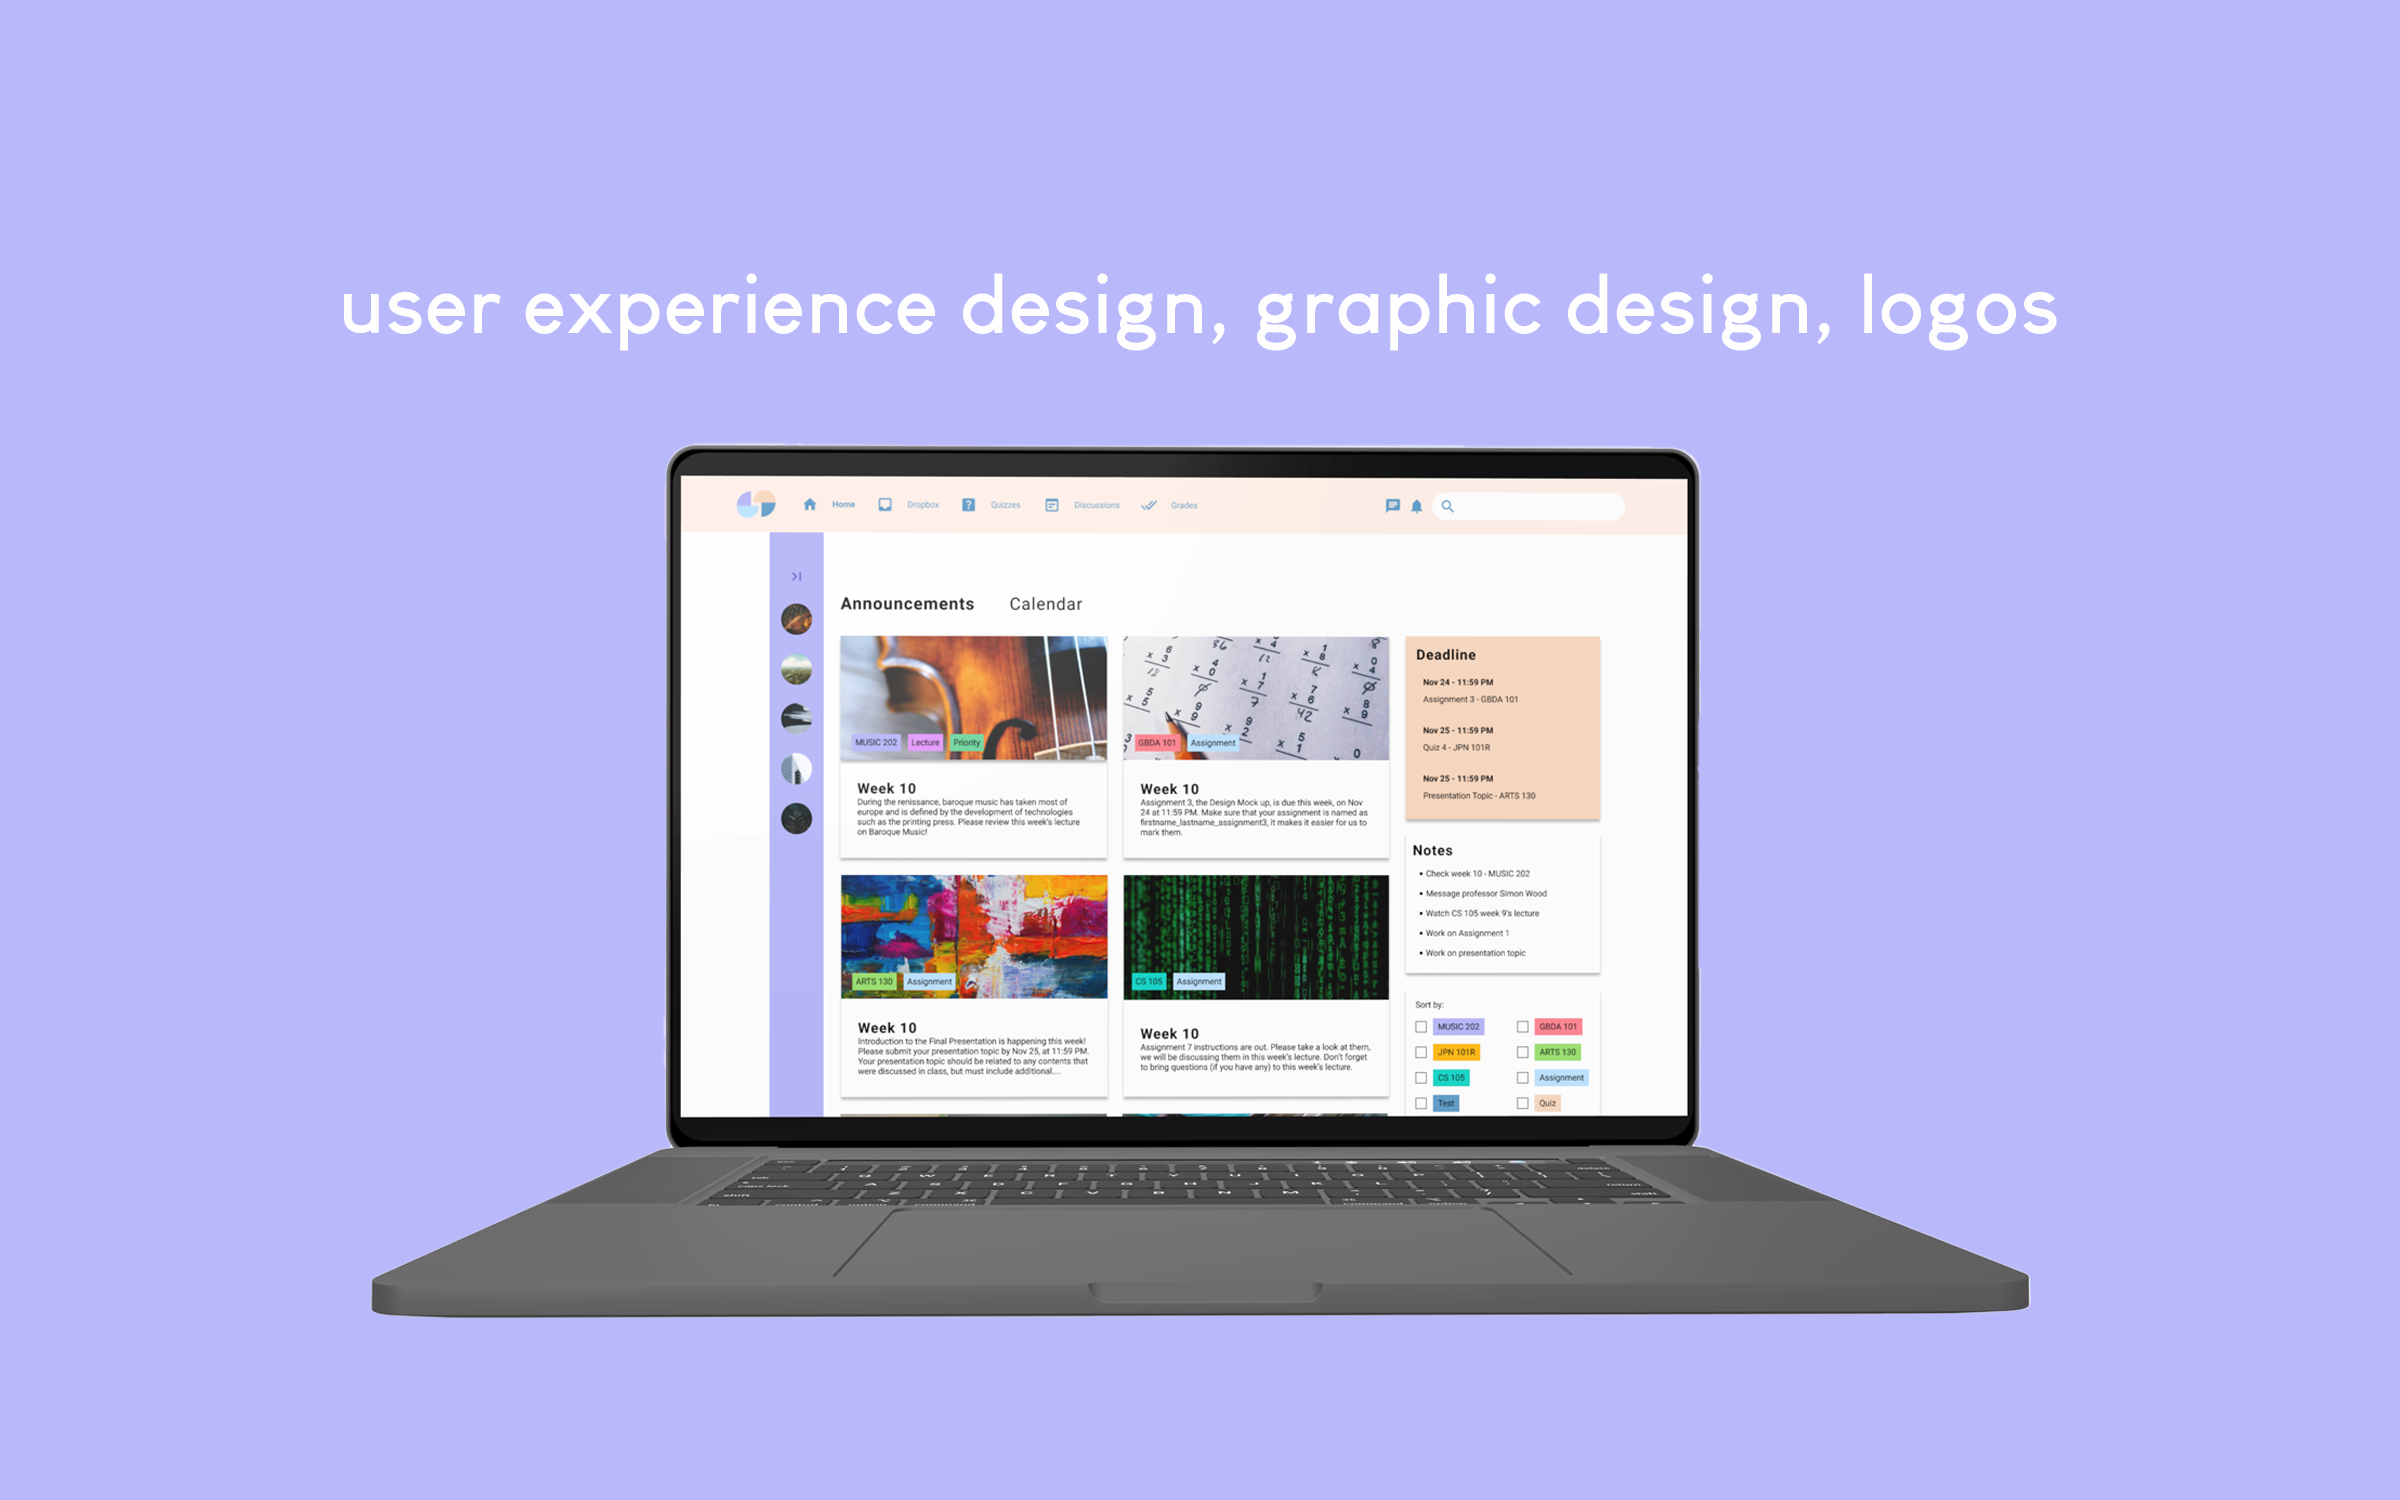 user experience design, graphic design, logos
Home Dropbox Quizzes Discussions Grades
Announcements Calendar
MUSIC 202 Lecture Priority
Week 10
During the renissance, baroque music has taken most of
europe and is defined by the development of technologies
such as the printing press. Please review this week's lecture
on Baroque Music!
GBDA 101 Assignment
Week 10
Assignment 3, the Design Mock up, is due this week, on Nov
24 at 11:59 PM. Make sure that your assignment is named as
firstname_lastname_assignment3, it makes it easier for us to
mark them.
ARTS 130 Assignment
Week 10
Introduction to the Final Presentation is happening this week!
Please submit your presentation topic by Nov 25, at 11:59 PM.
Your presentation topic should be related to any contents that
were discussed in class, but must include additional....
CS 105 Assignment
Week 10
Assignment 7 instructions are out. Please take a look at them,
we will be discussing them in this week's lecture. Don't forget
to bring questions (if you have any) to this week's lecture.
Deadline
Nov 24 - 11:59 PM
Assignment 3 - GBDA 101
Nov 25 - 11:59 PM
Quiz 4 - JPN 101R
Nov 25 - 11:59 PM
Presentation Topic - ARTS 130
Notes
• Check week 10 - MUSIC 202
• Message professor Simon Wood
• Watch CS 105 week 9's lecture
• Work on Assignment 1
• Work on presentation topic
Sort by:
MUSIC 202 GBDA 101
JPN 101R ARTS 130
CS 105 Assignment
Test Quiz